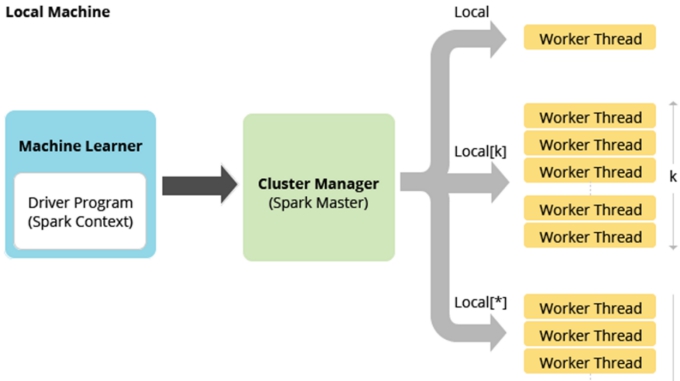 Local Machine
Machine Learner
Driver Program
(Spark Context)
Cluster Manager
(Spark Master)
Local
Worker Thread
Local[k]
Worker Thread
Worker Thread
Worker Thread
Worker Thread
Worker Thread
k
Local[*]
Worker Thread
Worker Thread
Worker Thread